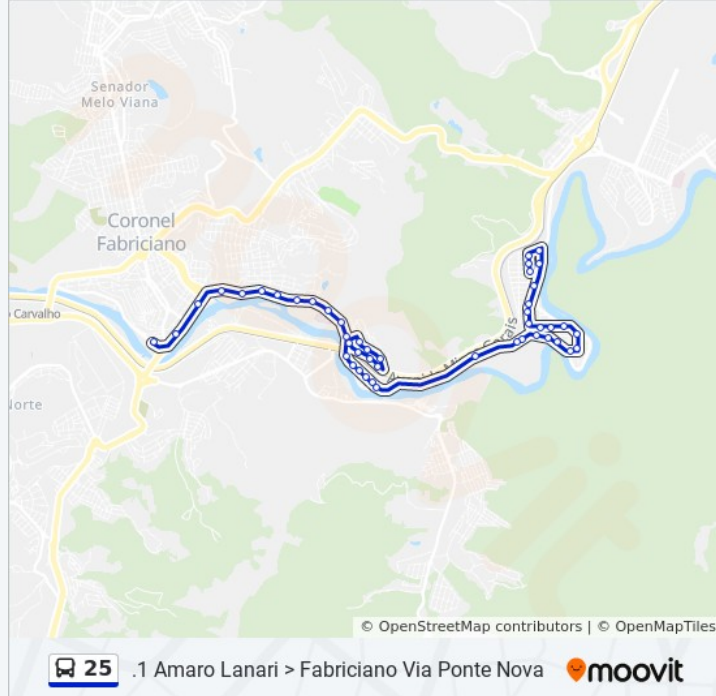 Senador
Melo Viana
Coronel
Fabriciano
Carvalho
Norte
© OpenStreetMap contributors | © OpenMapTiles
25 .1 Amaro Lanari > Fabriciano Via Ponte Nova moovit